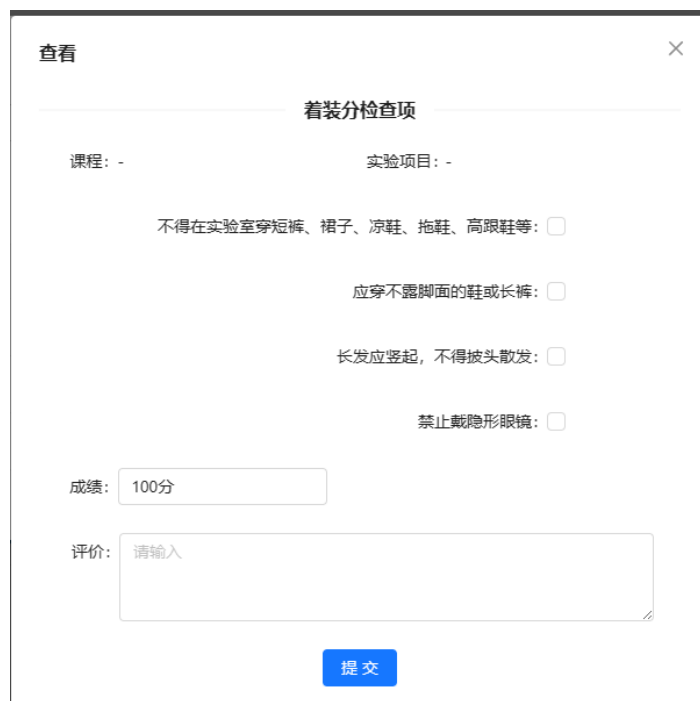 查看
着装分检查项
课程：-
实验项目：-
不得在实验室穿短裤、裙子、凉鞋、拖鞋、高跟鞋等：
应穿不露脚面的鞋或长裤：
长发应竖起，不得披头散发：
禁止戴隐形眼镜：
成绩：
100分
评价：
请输入
提 交